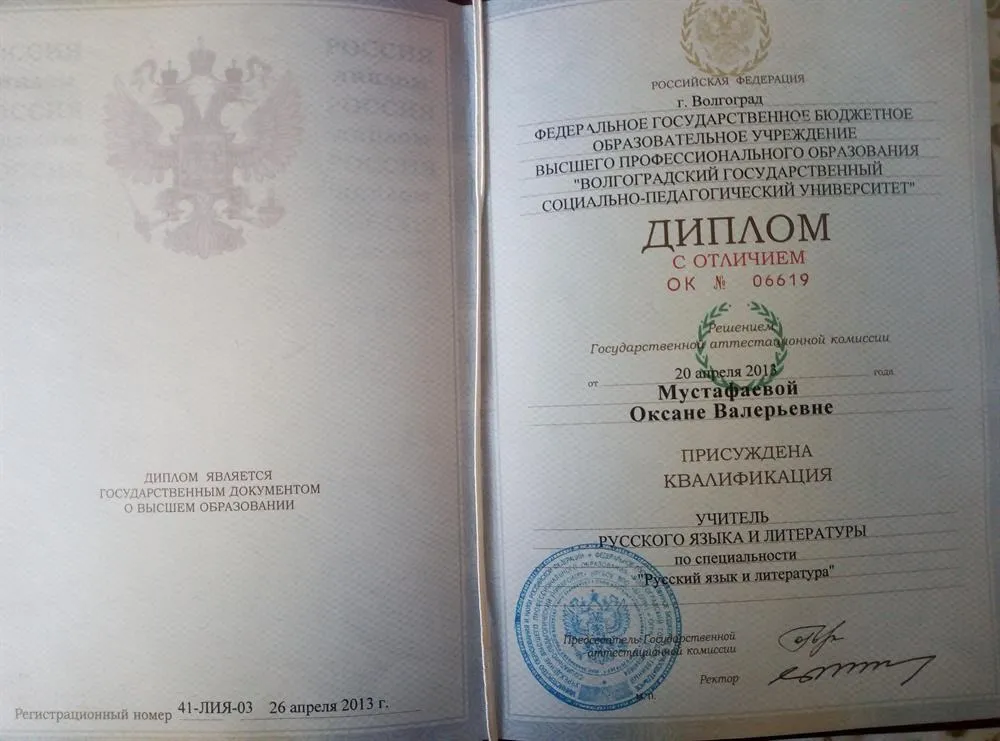 ДИПЛОМ ЯВЛЯЕТСЯ
ГОСУДАРСТВЕННЫМ ДОКУМЕНТОМ
О ВЫСШЕМ ОБРАЗОВАНИИ
Регистрационный номер 41-ЛИЯ-03 26 апреля 2013 г.
РОССИЙСКАЯ ФЕДЕРАЦИЯ
г. Волгоград
ФЕДЕРАЛЬНОЕ ГОСУДАРСТВЕННОЕ БЮДЖЕТНОЕ
ОБРАЗОВАТЕЛЬНОЕ УЧРЕЖДЕНИЕ
ВЫСШЕГО ПРОФЕССИОНАЛЬНОГО ОБРАЗОВАНИЯ
"ВОЛГОГРАДСКИЙ ГОСУДАРСТВЕННЫЙ
СОЦИАЛЬНО-ПЕДАГОГИЧЕСКИЙ УНИВЕРСИТЕТ"
ДИПЛОМ
С ОТЛИЧИЕМ
ОК № 06619
Решением
Государственной аттестационной комиссии
от 20 апреля 2013 года
Мустафаевой
Оксане Валерьевне
ПРИСУЖДЕНА
КВАЛИФИКАЦИЯ
УЧИТЕЛЬ
РУССКОГО ЯЗЫКА И ЛИТЕРАТУРЫ
по специальности
"Русский язык и литература"
Председатель Государственной
аттестационной комиссии
Ректор
М.П.